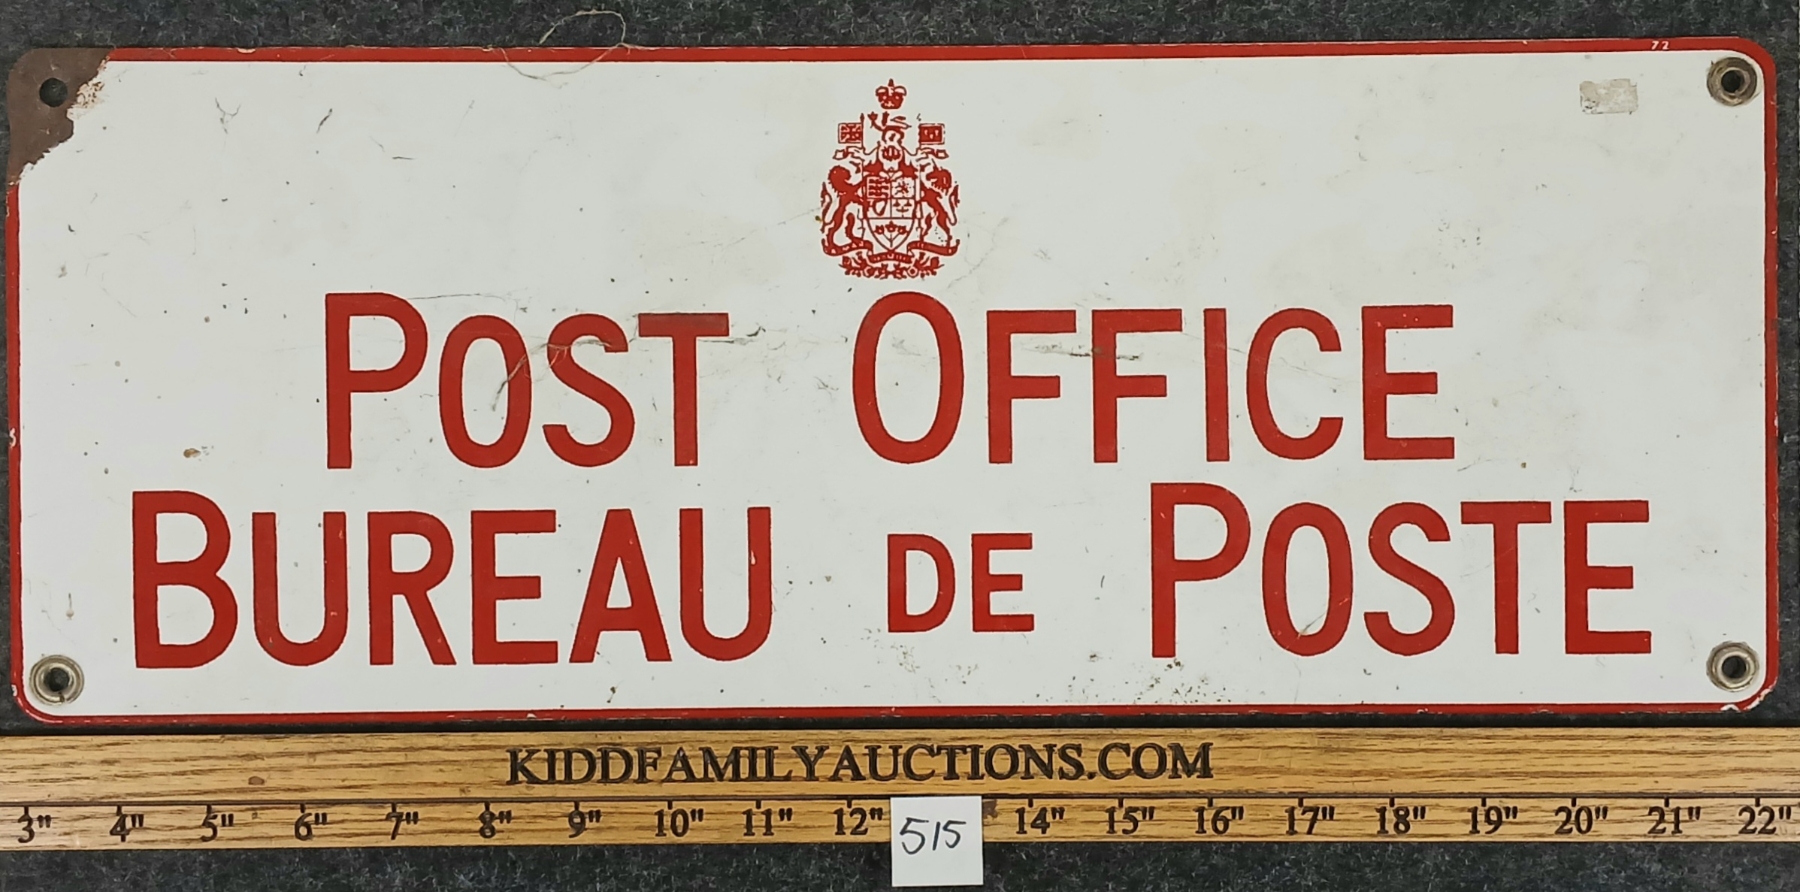 72
POST OFFICE
BUREAU DE POSTE
KIDDFAMILYAUCTIONS.COM
3" 4" 5" 6" 7" 8" 9" 10" 11" 12" 14" 15" 16" 17" 18" 19" 20" 21" 22"
515